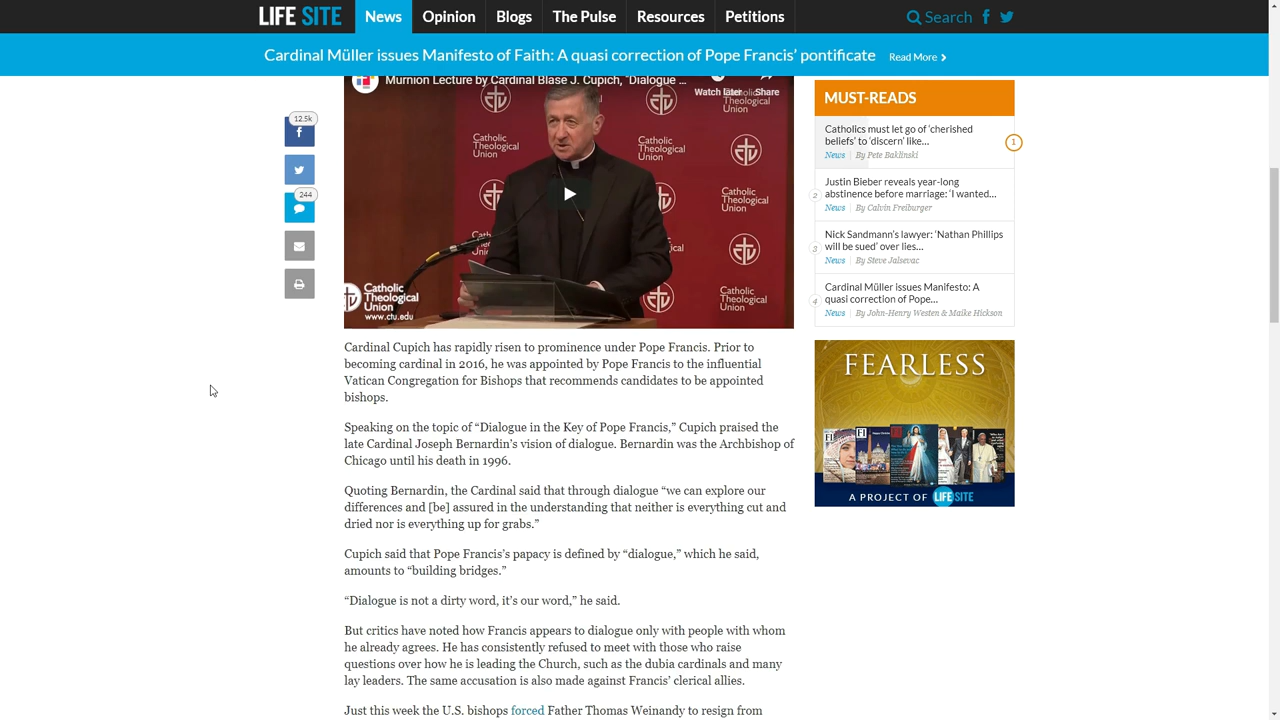 LIFE SITE
News
Opinion
Blogs
The Pulse
Resources
Petitions
Search
Cardinal Müller issues Manifesto of Faith: A quasi correction of Pope Francis’ pontificate
Read More
12.5k
244
Murnion Lecture by Cardinal Blase J. Cupich, "Dialogue ...
Watch later
Share
Catholic
Theological
Union
Catholic
Theological
Union
Catholic
Theological
Union
Catholic
Theological
Union
Catholic
Theological
Union
www.ctu.edu
Cardinal Cupich has rapidly risen to prominence under Pope Francis. Prior to
becoming cardinal in 2016, he was appointed by Pope Francis to the influential
Vatican Congregation for Bishops that recommends candidates to be appointed
bishops.
Speaking on the topic of “Dialogue in the Key of Pope Francis,” Cupich praised the
late Cardinal Joseph Bernardin’s vision of dialogue. Bernardin was the Archbishop of
Chicago until his death in 1996.
Quoting Bernardin, the Cardinal said that through dialogue “we can explore our
differences and [be] assured in the understanding that neither is everything cut and
dried nor is everything up for grabs.”
Cupich said that Pope Francis’s papacy is defined by “dialogue,” which he said,
amounts to “building bridges.”
“Dialogue is not a dirty word, it’s our word,” he said.
But critics have noted how Francis appears to dialogue only with people with whom
he already agrees. He has consistently refused to meet with those who raise
questions over how he is leading the Church, such as the dubia cardinals and many
lay leaders. The same accusation is also made against Francis’ clerical allies.
Just this week the U.S. bishops forced Father Thomas Weinandy to resign from
MUST-READS
Catholics must let go of ‘cherished
beliefs’ to ‘discern’ like...
News | By Pete Baklinski
1
Justin Bieber reveals year-long
abstinence before marriage: ‘I wanted...
News | By Calvin Freiburger
2
Nick Sandmann’s lawyer: ‘Nathan Phillips
will be sued’ over lies...
News | By Steve Jalsevac
3
Cardinal Müller issues Manifesto: A
quasi correction of Pope...
News | By John-Henry Westen & Maike Hickson
4
FEARLESS
A PROJECT OF LIFE SITE